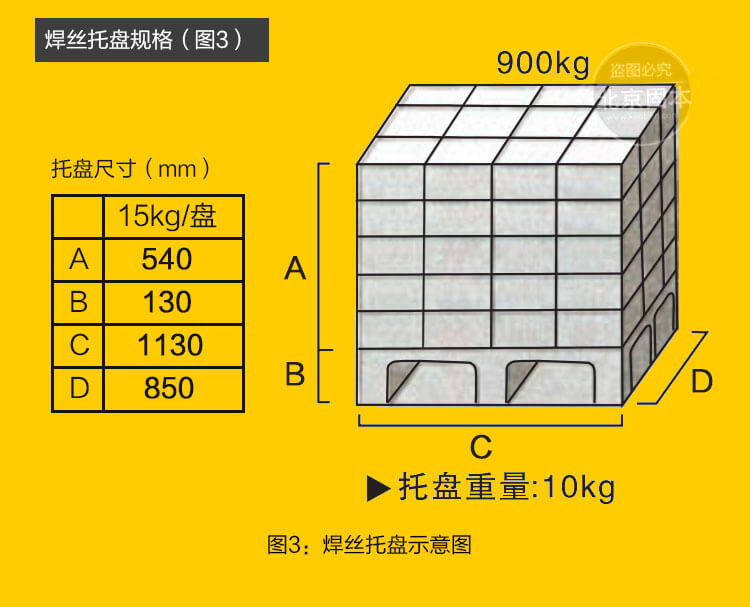 焊丝托盘规格（图3）
900kg
盗图必究
北京固本
托盘尺寸（mm）
15kg/盘
A 540
B 130
C 1130
D 850
A
B
C
D
▶托盘重量:10kg
图3：焊丝托盘示意图